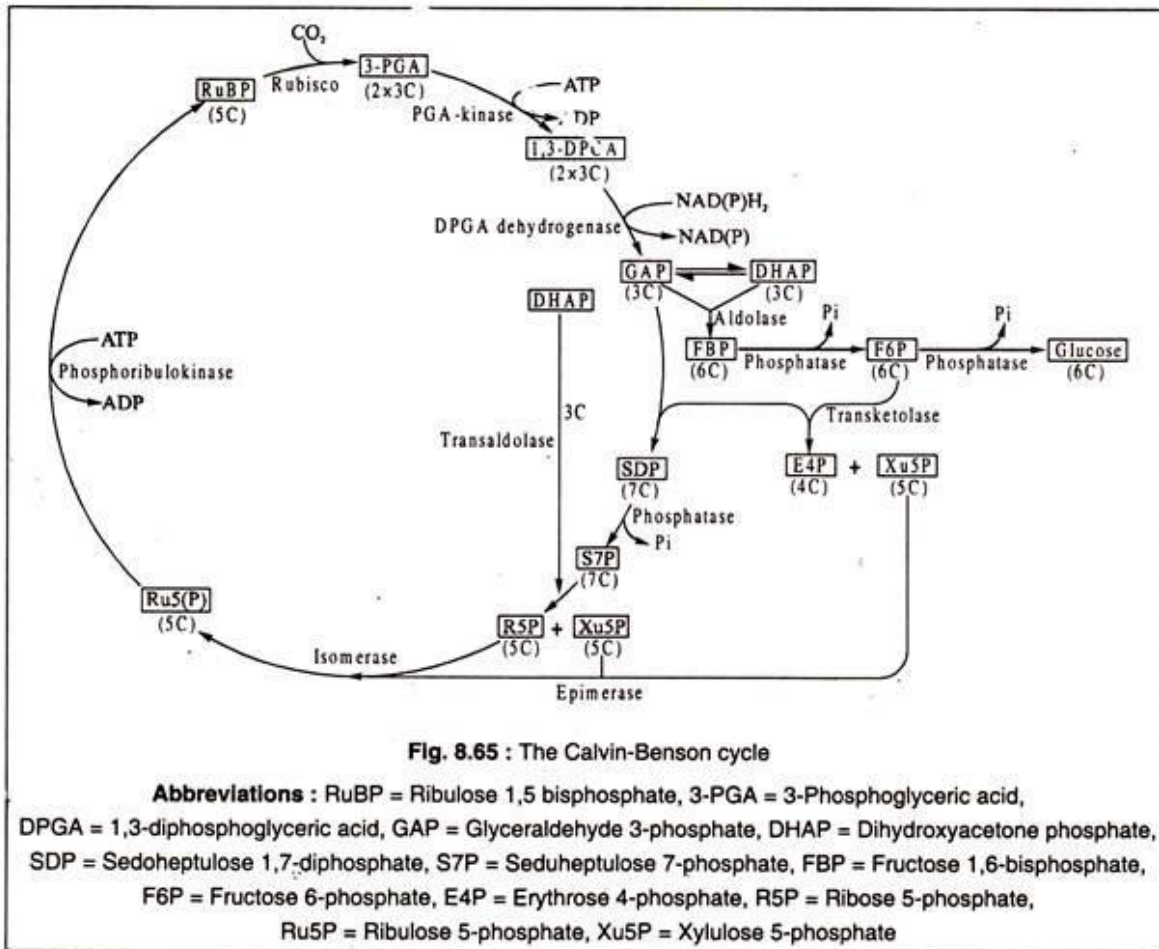 CO₂
RuBP
(5C)
Rubisco
3-PGA
(2×3C)
ATP
PGA-kinase
DP
(2×3C)
NAD(P)H₂
DPGA dehydrogenase
NAD(P)
GAP
(3C)
DHAP
(3C)
DHAP
Aldolase
FBP
(6C)
Pi
Phosphatase
F6P
(6C)
Pi
Phosphatase
Glucose
(6C)
ATP
Phosphoribulokinase
ADP
3C
Transaldolase
Transketolase
SDP
(7C)
E4P + Xu5P
(4C) (5C)
Phosphatase
Pi
S7P
(7C)
Ru5(P)
(5C)
R5P + Xu5P
(5C) (5C)
Isomerase
Epimerase
Fig. 8.65 : The Calvin-Benson cycle
Abbreviations : RuBP = Ribulose 1,5 bisphosphate, 3-PGA = 3-Phosphoglyceric acid,
DPGA = 1,3-diphosphoglyceric acid, GAP = Glyceraldehyde 3-phosphate, DHAP = Dihydroxyacetone phosphate,
SDP = Sedoheptulose 1,7-diphosphate, S7P = Seduheptulose 7-phosphate, FBP = Fructose 1,6-bisphosphate,
F6P = Fructose 6-phosphate, E4P = Erythrose 4-phosphate, R5P = Ribose 5-phosphate,
Ru5P = Ribulose 5-phosphate, Xu5P = Xylulose 5-phosphate